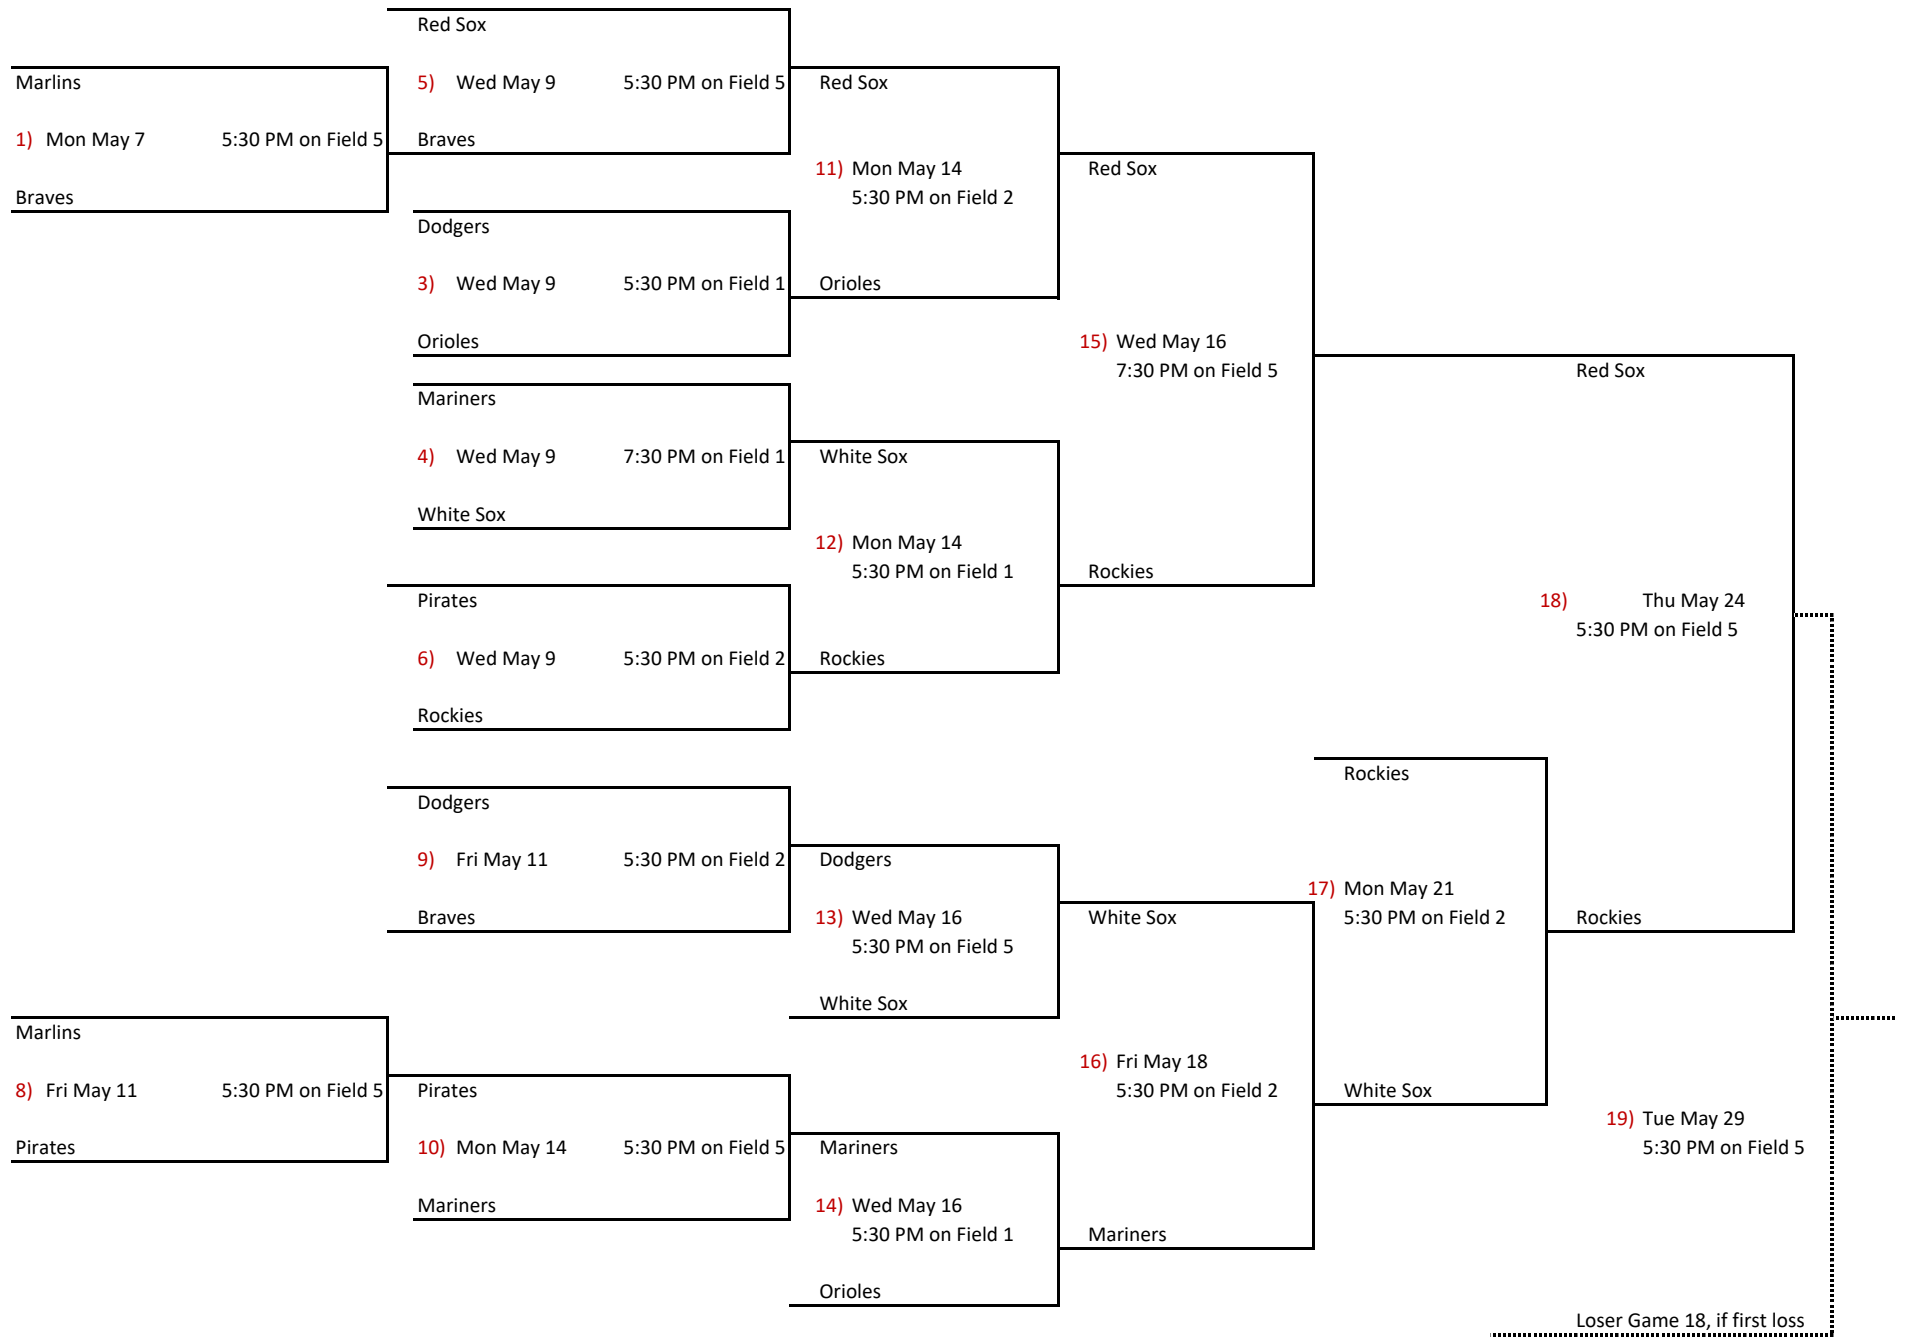 Red Sox
Marlins
5) Wed May 9 5:30 PM on Field 5
Red Sox
1) Mon May 7 5:30 PM on Field 5
Braves
11) Mon May 14
Red Sox
Braves
5:30 PM on Field 2
Dodgers
3) Wed May 9 5:30 PM on Field 1
Orioles
Orioles
15) Wed May 16
7:30 PM on Field 5
Red Sox
Mariners
4) Wed May 9 7:30 PM on Field 1
White Sox
White Sox
12) Mon May 14
5:30 PM on Field 1
Rockies
Pirates
18) Thu May 24
5:30 PM on Field 5
6) Wed May 9 5:30 PM on Field 2
Rockies
Rockies
Rockies
Dodgers
9) Fri May 11 5:30 PM on Field 2
Dodgers
17) Mon May 21
Braves
13) Wed May 16
White Sox
5:30 PM on Field 2
Rockies
5:30 PM on Field 5
White Sox
Marlins
16) Fri May 18
8) Fri May 11 5:30 PM on Field 5
Pirates
5:30 PM on Field 2
White Sox
19) Tue May 29
Pirates
10) Mon May 14 5:30 PM on Field 5
Mariners
5:30 PM on Field 5
Mariners
14) Wed May 16
5:30 PM on Field 1
Mariners
Orioles
Loser Game 18, if first loss